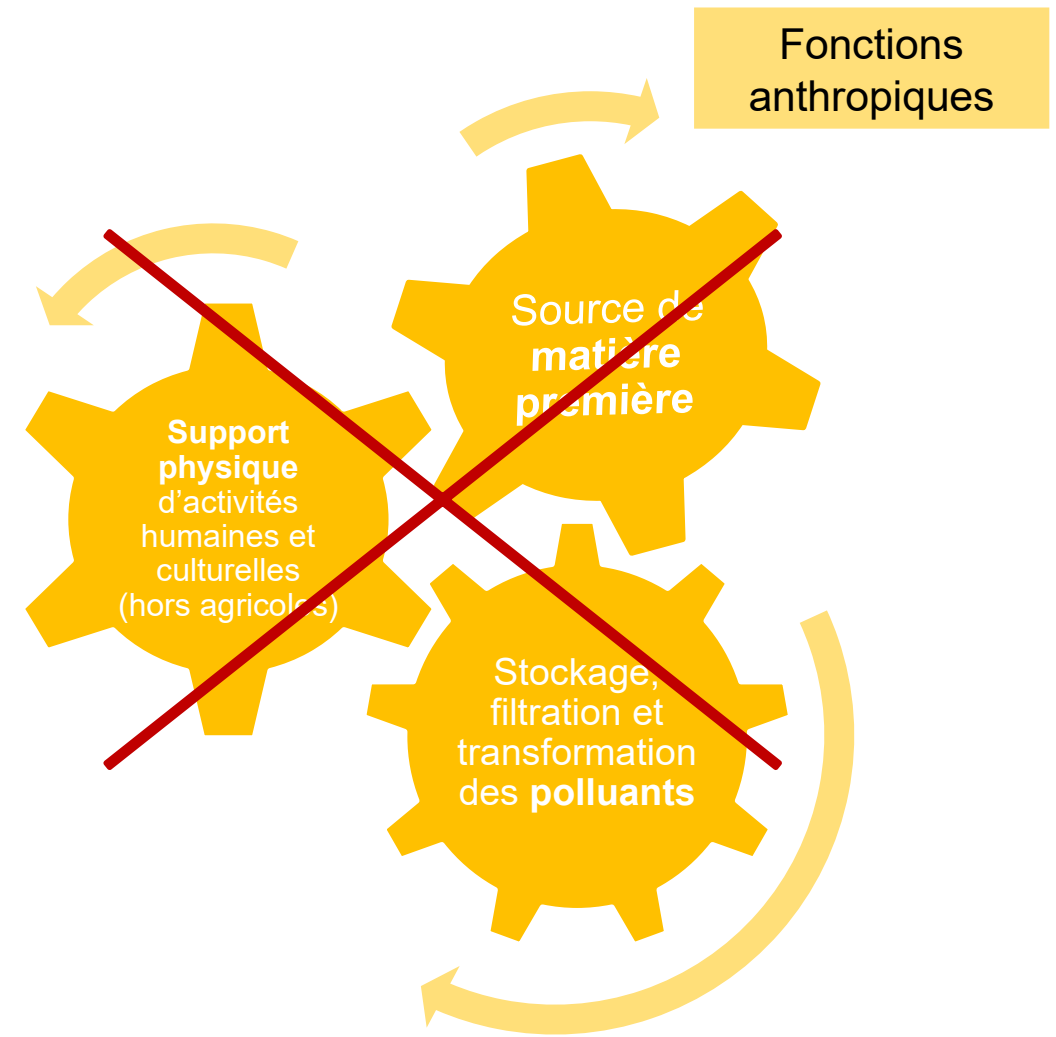 Fonctions
anthropiques
Source de
matière
première
Support
physique
d’activités
humaines et
culturelles
(hors agricoles)
Stockage,
filtration et
transformation
des polluants